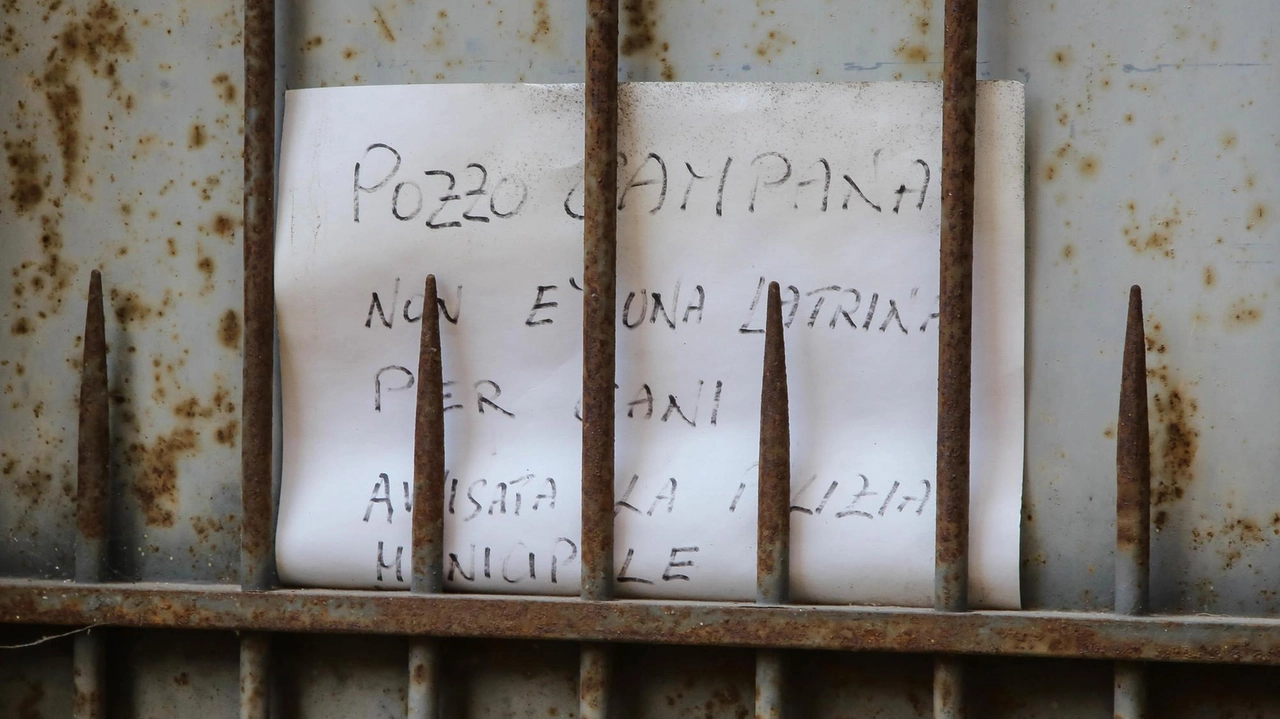 POZZO CAMPANA
NON E' UNA LATRINA
PER CANI
AVVISATA LA POLIZIA
MUNICIPALE